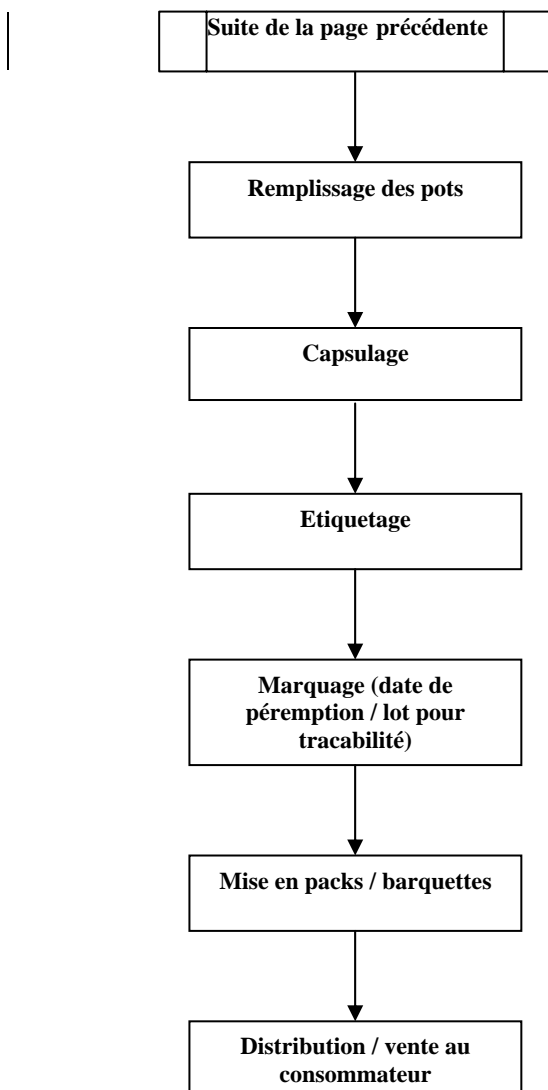 Suite de la page précédente
Remplissage des pots
Capsulage
Etiquetage
Marquage (date de
péremption / lot pour
tracabilité)
Mise en packs / barquettes
Distribution / vente au
consommateur